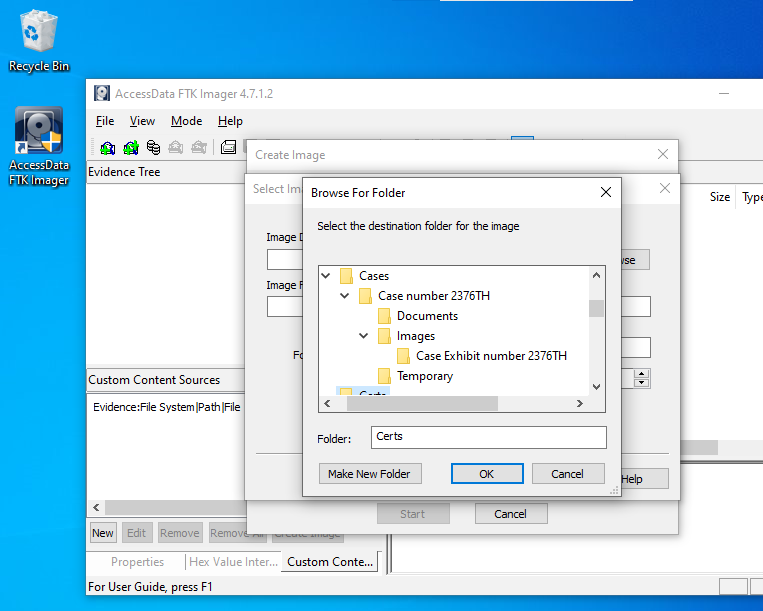 Recycle Bin
AccessData
FTK Imager
AccessData FTK Imager 4.7.1.2
File View Mode Help
Evidence Tree
Create Image
Select Im
Size Type
Browse For Folder
Select the destination folder for the image
Image D
wse
Image F
Fo
Cases
Case number 2376TH
Documents
Images
Case Exhibit number 2376TH
Temporary
Certs
Custom Content Sources
Evidence:File System|Path|File
Folder: Certs
Make New Folder OK Cancel
Help
Start Cancel
New Edit Remove Remove All Create Image
Properties Hex Value Inter... Custom Conte...
For User Guide, press F1